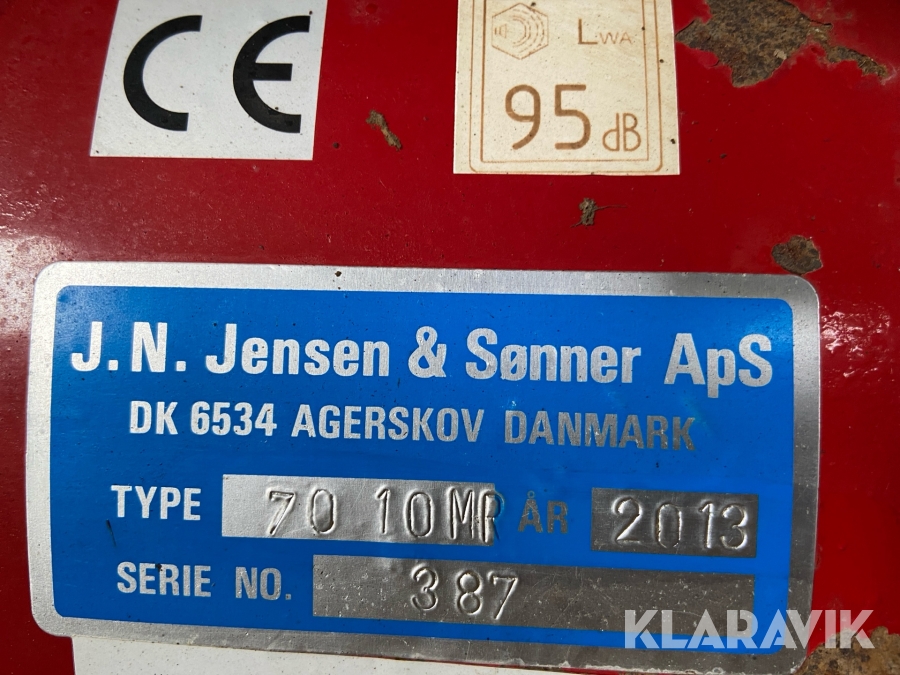 CE
LWA
95 dB
J.N. Jensen & Sønner ApS
DK 6534 AGERSKOV DANMARK
TYPE 70 10MR ÅR 2013
SERIE NO. 387
KLARAVIK